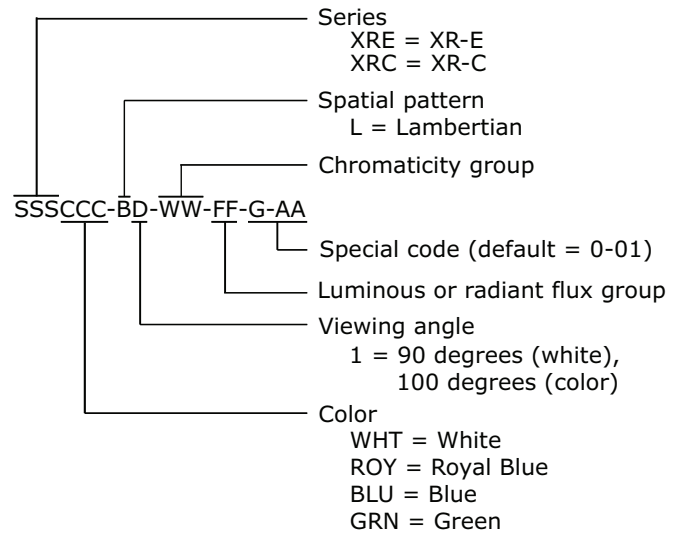 Series
XRE = XR-E
XRC = XR-C
Spatial pattern
L = Lambertian
Chromaticity group
SSSCCC-BD-WW-FF-G-AA
Special code (default = 0-01)
Luminous or radiant flux group
Viewing angle
1 = 90 degrees (white),
100 degrees (color)
Color
WHT = White
ROY = Royal Blue
BLU = Blue
GRN = Green